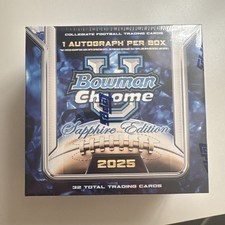 COLLEGIATE FOOTBALL TRADING CARDS
1 AUTOGRAPH PER BOX
U
Bowman
Chrome
Sapphire Edition
2025
32 TOTAL TRADING CARDS